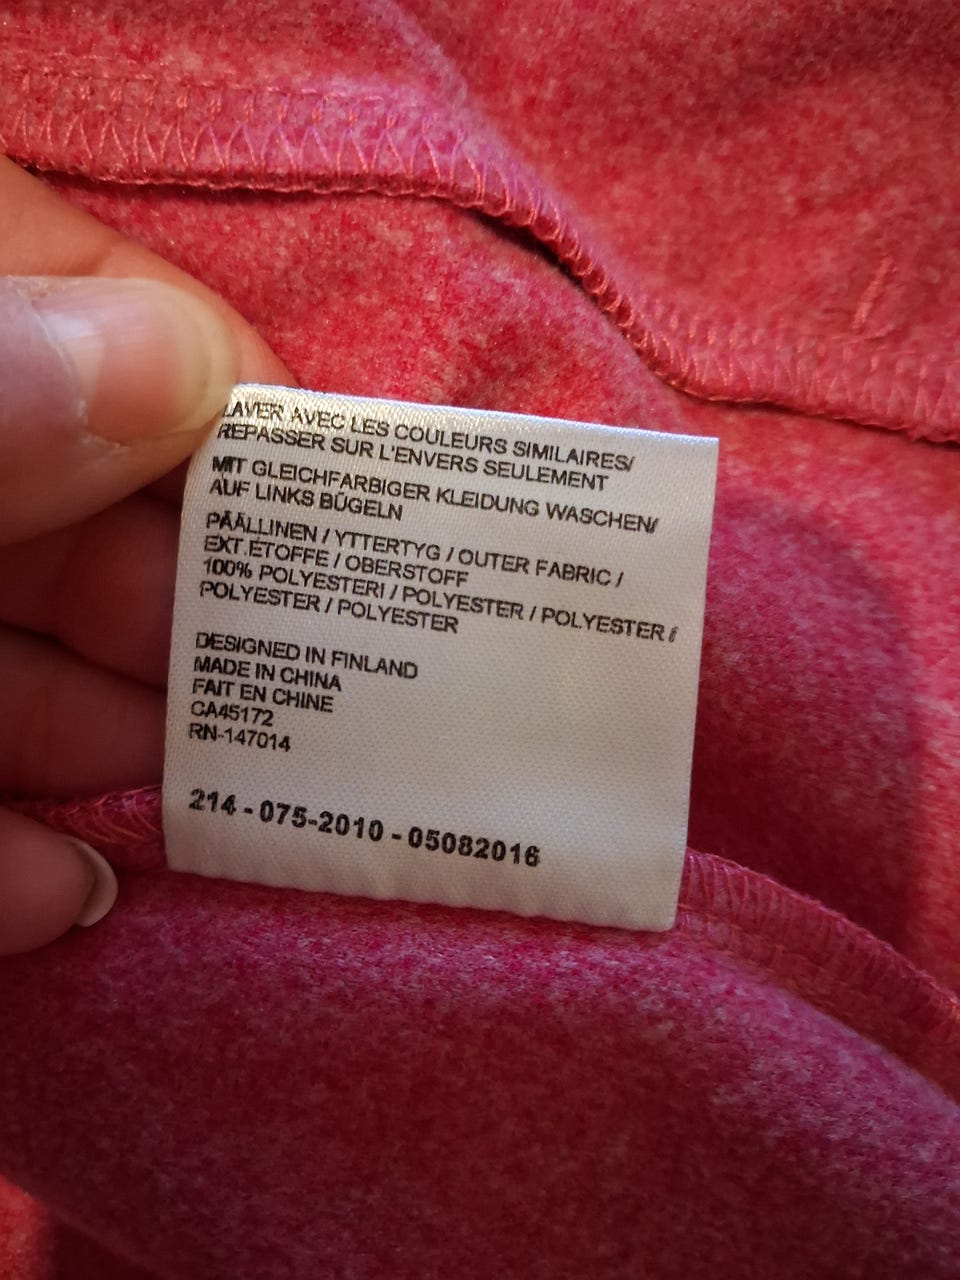 LAVER AVEC LES COULEURS SIMILAIRES/
REPASSER SUR L'ENVERS SEULEMENT
MIT GLEICHFARBIGER KLEIDUNG WASCHEN/
AUF LINKS BÜGELN
PÄÄLLINEN / YTTERTYG / OUTER FABRIC /
EXT.ETOFFE / OBERSTOFF
100% POLYESTERI / POLYESTER / POLYESTER /
POLYESTER / POLYESTER
DESIGNED IN FINLAND
MADE IN CHINA
FAIT EN CHINE
CA45172
RN-147014
214 - 075-2010 - 05082016